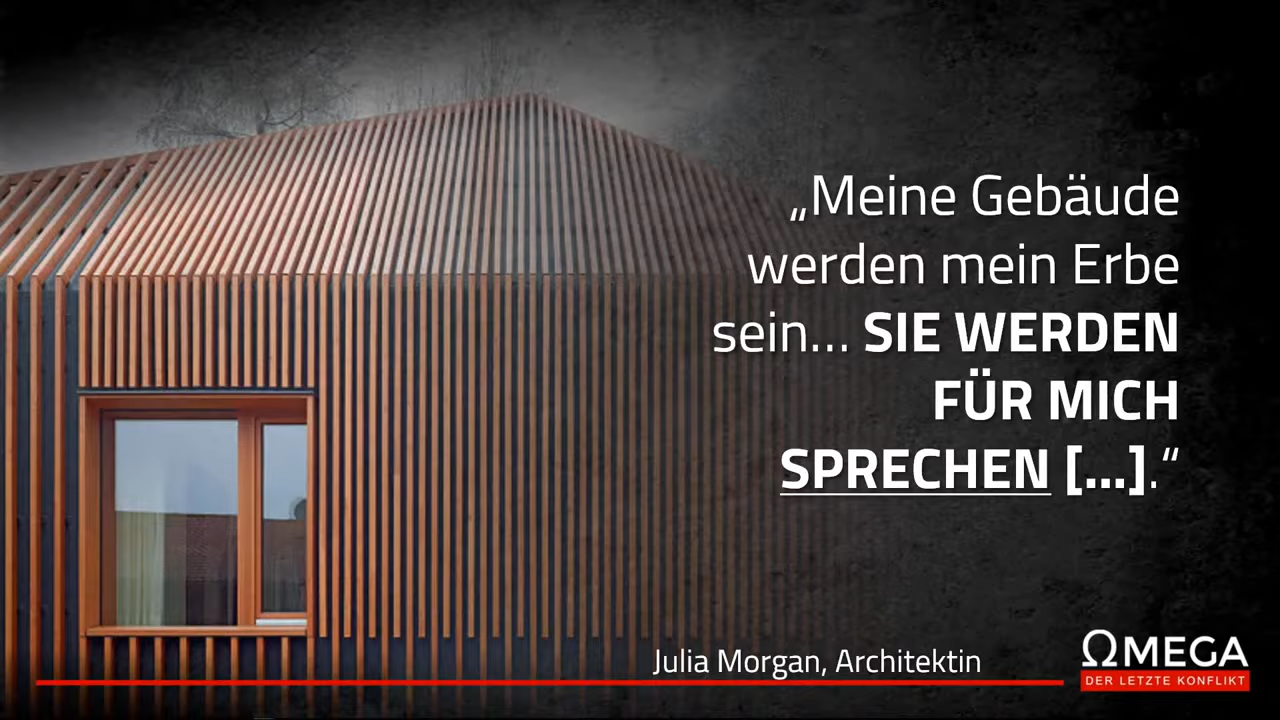 „Meine Gebäude
werden mein Erbe
sein... SIE WERDEN
FÜR MICH
SPRECHEN [...].“
Julia Morgan, Architektin
ΩMEGA
DER LETZTE KONFLIKT